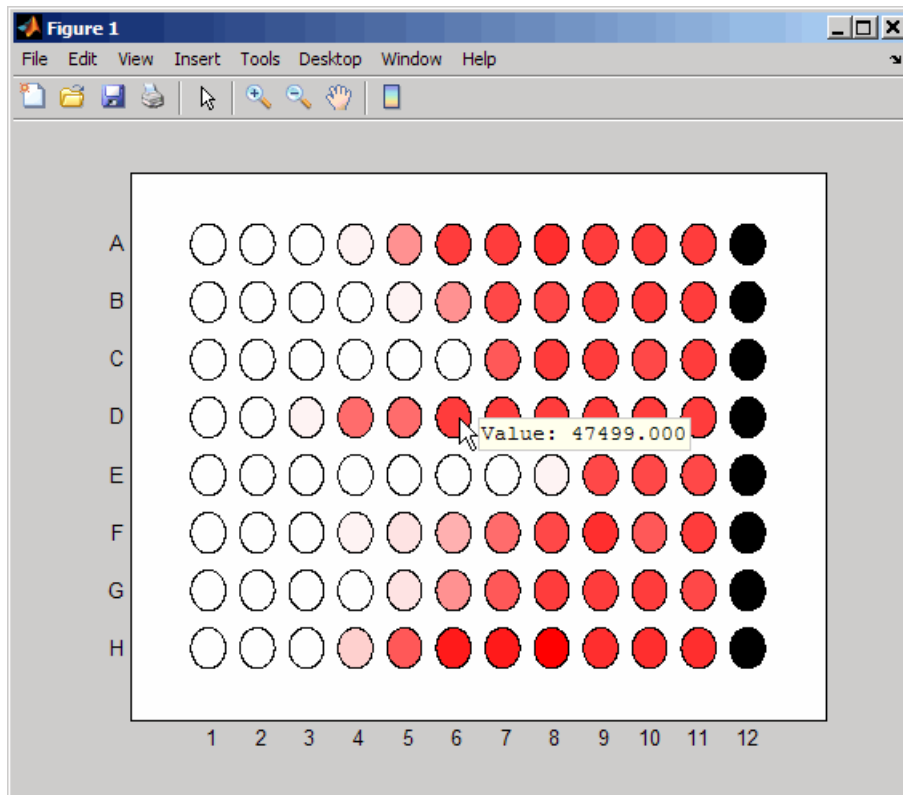 Figure 1
File Edit View Insert Tools Desktop Window Help
A
B
C
D
Value: 47499.000
E
F
G
H
1 2 3 4 5 6 7 8 9 10 11 12